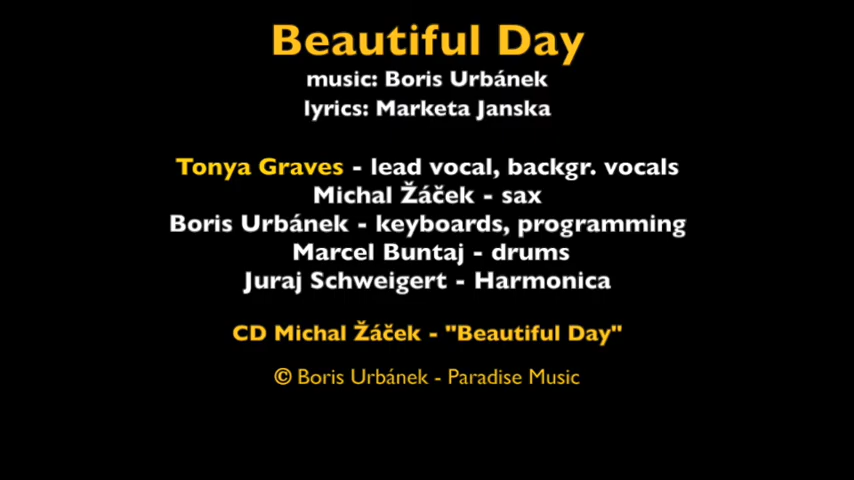 Beautiful Day
music: Boris Urbánek
lyrics: Marketa Janska
Tonya Graves - lead vocal, backgr. vocals
Michal Žáček - sax
Boris Urbánek - keyboards, programming
Marcel Buntaj - drums
Juraj Schweigert - Harmonica
CD Michal Žáček - "Beautiful Day"
© Boris Urbánek - Paradise Music